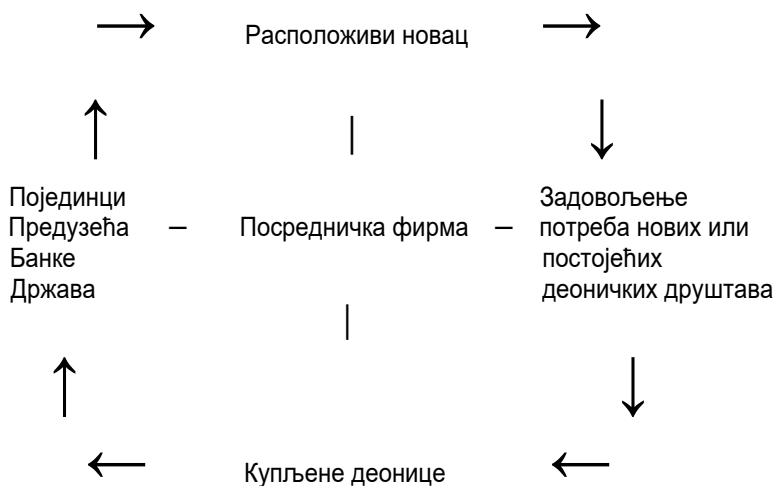 Расположиви новац
Појединци
Предузећа – Посредничка фирма –
Банке
Држава
Задовољење
потреба нових или
постојећих
деоничких друштава
Купљене деонице